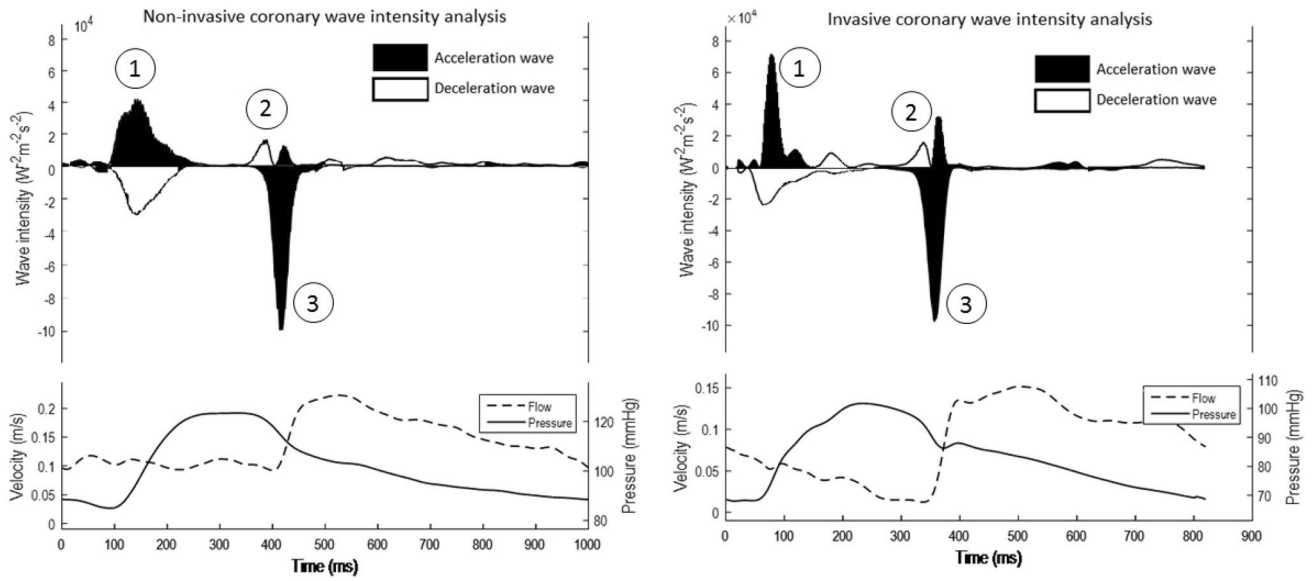 Non-invasive coronary wave intensity analysis
10⁴
8
6
4
2
0
-2
-4
-6
-8
-10
Wave intensity (W⁻²m⁻²s⁻²)
Acceleration wave
Deceleration wave
1
2
3
0.2
0.15
0.1
0.05
0
Velocity (m/s)
Flow
Pressure
120
100
80
Pressure (mmHg)
0 100 200 300 400 500 600 700 800 900 1000
Time (ms)
Invasive coronary wave intensity analysis
×10⁴
8
6
4
2
0
-2
-4
-6
-8
-10
Wave intensity (W⁻²m⁻²s⁻²)
Acceleration wave
Deceleration wave
1
2
3
0.15
0.1
0.05
0
Velocity (m/s)
Flow
Pressure
110
100
90
80
70
Pressure (mmHg)
0 100 200 300 400 500 600 700 800 900
Time (ms)